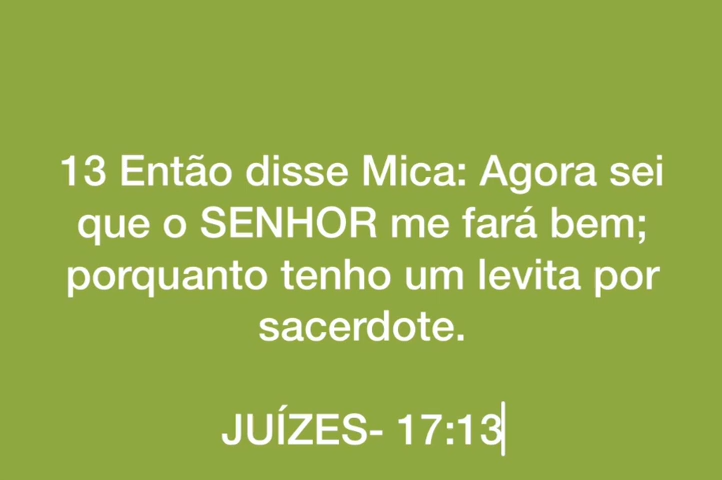 13 Então disse Mica: Agora sei
que o SENHOR me fará bem;
porquanto tenho um levita por
sacerdote.
JUÍZES- 17:13